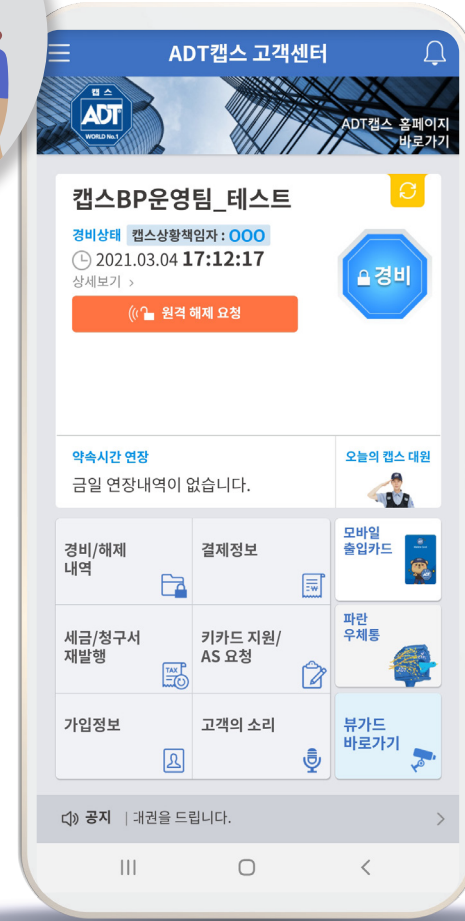 ADT캡스 고객센터
캡스
ADT
WORLD No.1
ADT캡스 홈페이지
바로가기
캡스BP운영팀_테스트
경비상태 캡스상황책임자 : OOO
2021.03.04 17:12:17
상세보기 >
경비
원격 해제 요청
약속시간 연장
금일 연장내역이 없습니다.
오늘의 캡스 대원
경비/해제
내역
결제정보
모바일
출입카드
세금/청구서
재발행
TAX
키카드 지원/
AS 요청
파란
우체통
가입정보
고객의 소리
뷰가드
바로가기
공지 | 대권을 드립니다.